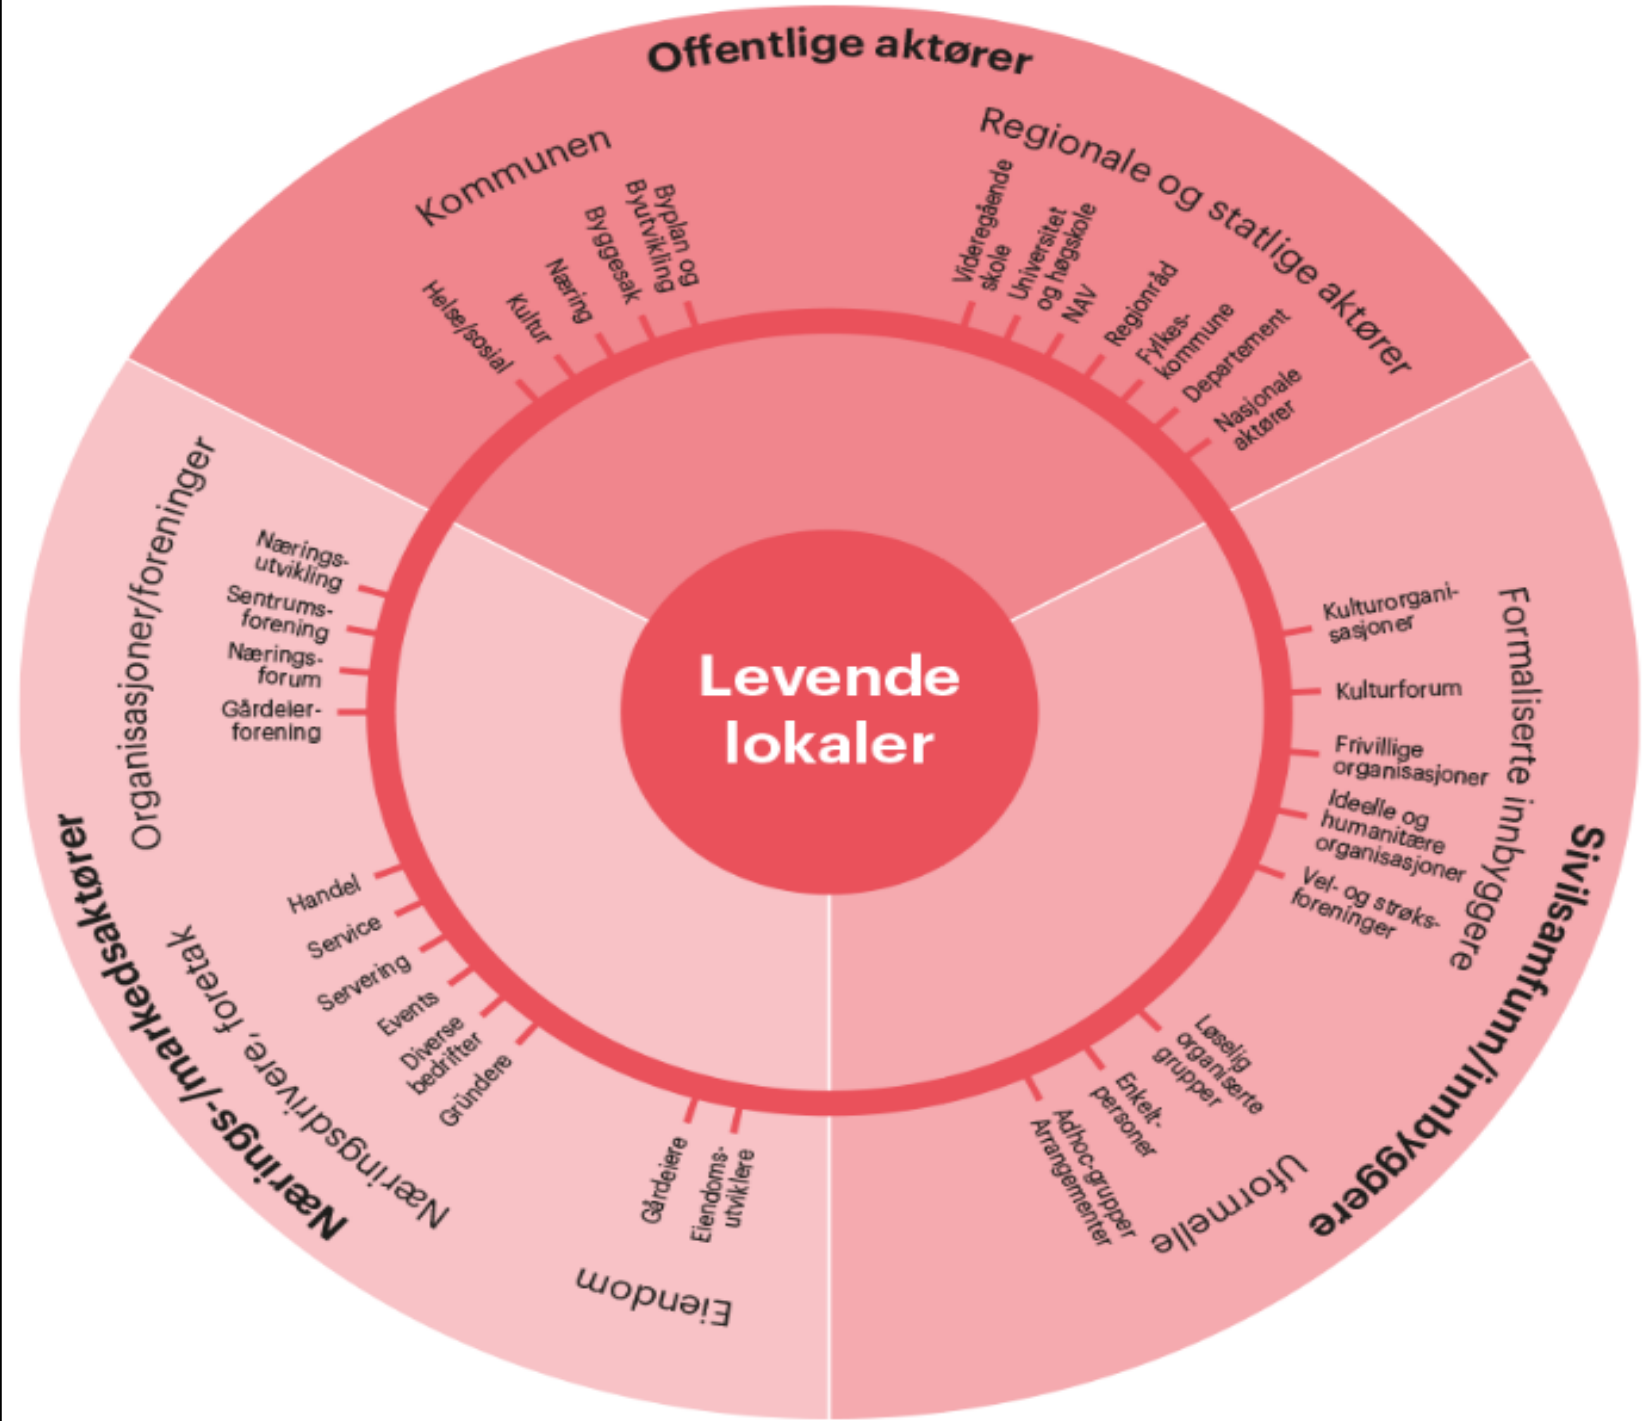 Offentlige aktører
Kommunen
Helse/sosial
Kultur
Næring
Byggesak
Byplan og
Byutvikling
Regionale og statlige aktører
Videregående
skole
Universitet
og høgskole
NAV
Regionråd
Fylkes-
kommune
Departement
Nasjonale
aktører
Levende
lokaler
Sivilsamfunn/innbyggere
Formaliserte innbyggere
Kulturorgani-
sasjoner
Kulturforum
Frivillige
organisasjoner
Ideelle og
humanitære
organisasjoner
Vel- og strøks-
foreninger
Uformelle
Løselig
organiserte
grupper
Enkelt-
personer
Adhoc-grupper
Arrangementer
Nærings-/markedsaktører
Eiendom
Eiendoms-
utviklere
Gårdeiere
Næringsdrivere, foretak
Gründere
Diverse
bedrifter
Events
Servering
Service
Handel
Organisasjoner/foreninger
Gårdeier-
forening
Nærings-
forum
Sentrums-
forening
Nærings-
utvikling